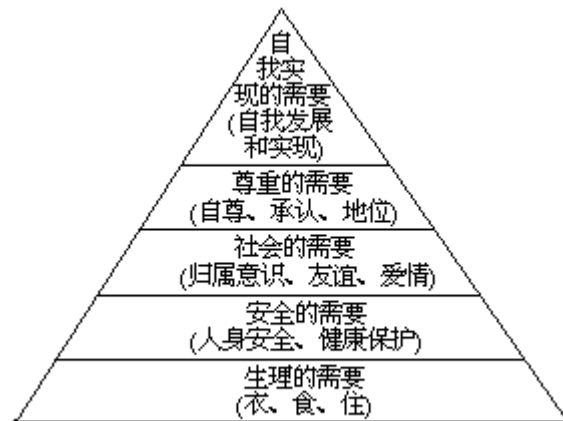 自
我实
现的需要
(自我发展
和实现)
尊重的需要
(自尊、承认、地位)
社会的需要
(归属意识、友谊、爱情)
安全的需要
(人身安全、健康保护)
生理的需要
(衣、食、住)